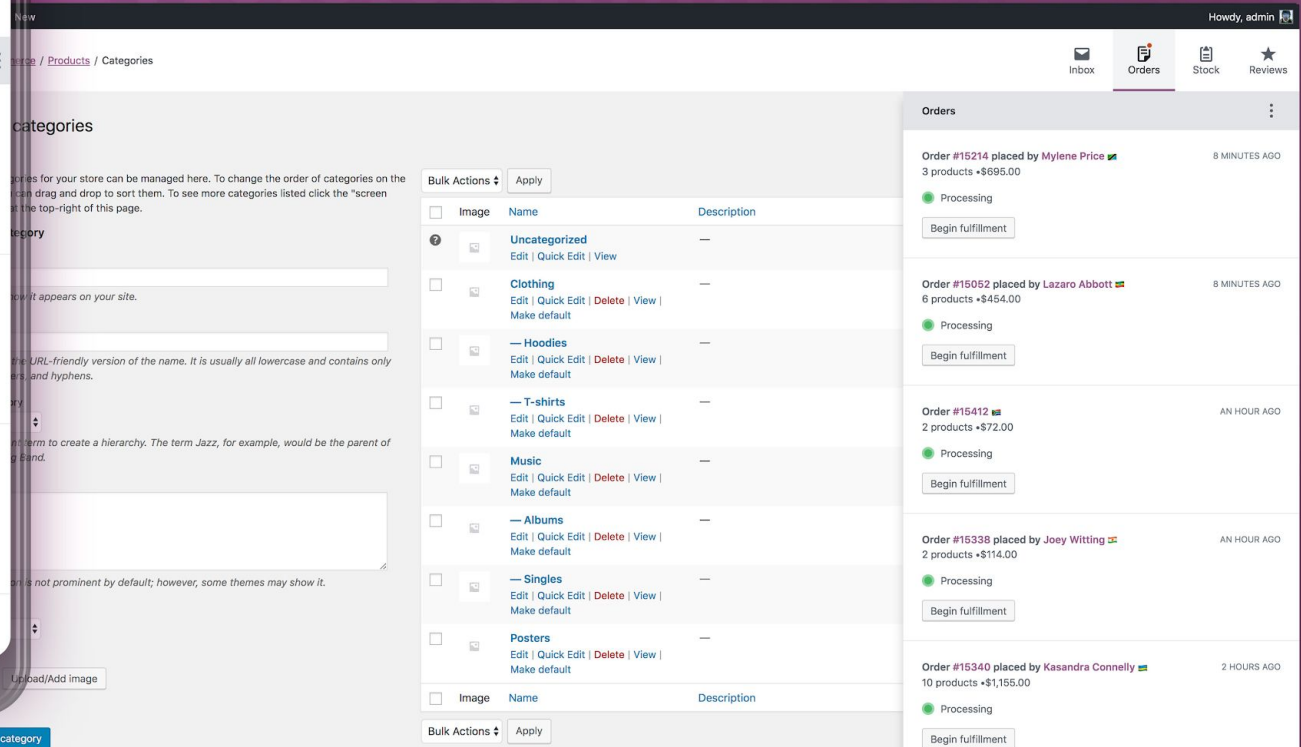 New
Howdy, admin
/ Products / Categories
Inbox
Orders
Stock
Reviews
categories
for your store can be managed here. To change the order of categories on the
can drag and drop to sort them. To see more categories listed click the "screen
the top-right of this page.
Bulk Actions Apply
Image Name Description
Uncategorized —
Edit | Quick Edit | View
Clothing —
Edit | Quick Edit | Delete | View |
Make default
— Hoodies —
Edit | Quick Edit | Delete | View |
Make default
— T-shirts —
Edit | Quick Edit | Delete | View |
Make default
Music —
Edit | Quick Edit | Delete | View |
Make default
— Albums —
Edit | Quick Edit | Delete | View |
Make default
— Singles —
Edit | Quick Edit | Delete | View |
Make default
Posters —
Edit | Quick Edit | Delete | View |
Make default
Image Name Description
Bulk Actions Apply
it appears on your site.
the URL-friendly version of the name. It is usually all lowercase and contains only
and hyphens.
term to create a hierarchy. The term Jazz, for example, would be the parent of
Band.
is not prominent by default; however, some themes may show it.
Upload/Add image
category
Orders
Order #15214 placed by Mylene Price 8 MINUTES AGO
3 products •$695.00
Processing
Begin fulfillment
Order #15052 placed by Lazaro Abbott 8 MINUTES AGO
6 products •$454.00
Processing
Begin fulfillment
Order #15412 AN HOUR AGO
2 products •$72.00
Processing
Begin fulfillment
Order #15338 placed by Joey Witting AN HOUR AGO
2 products •$114.00
Processing
Begin fulfillment
Order #15340 placed by Kasandra Connelly 2 HOURS AGO
10 products •$1,155.00
Processing
Begin fulfillment